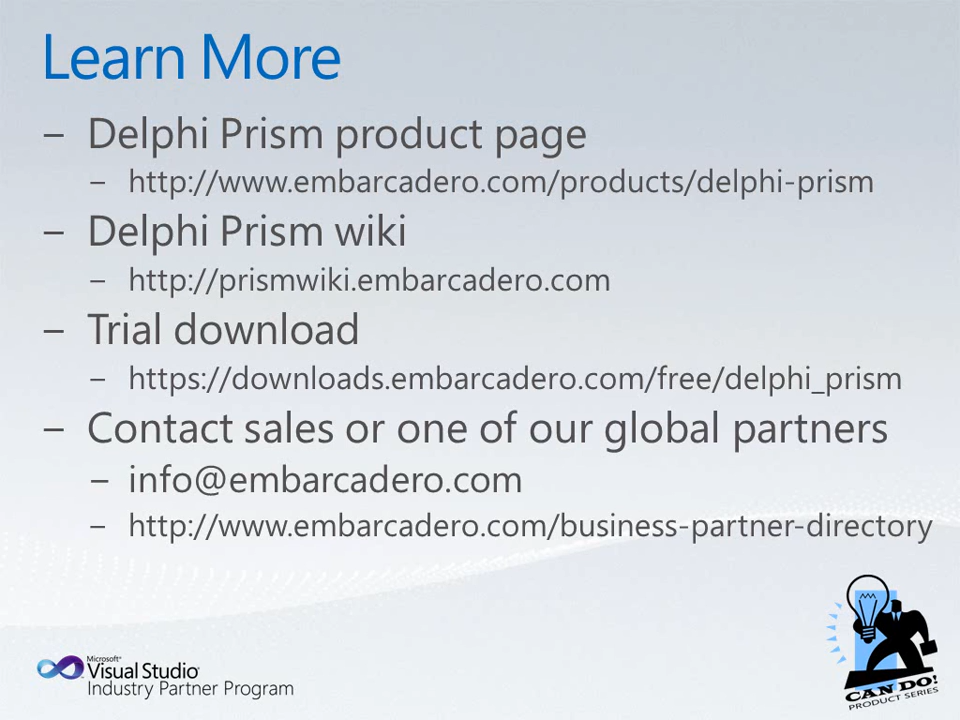 Learn More
– Delphi Prism product page
– http://www.embarcadero.com/products/delphi-prism
– Delphi Prism wiki
– http://prismwiki.embarcadero.com
– Trial download
– https://downloads.embarcadero.com/free/delphi_prism
– Contact sales or one of our global partners
– info@embarcadero.com
– http://www.embarcadero.com/business-partner-directory
Microsoft®
Visual Studio®
Industry Partner Program
CAN DO!
PRODUCT SERIES